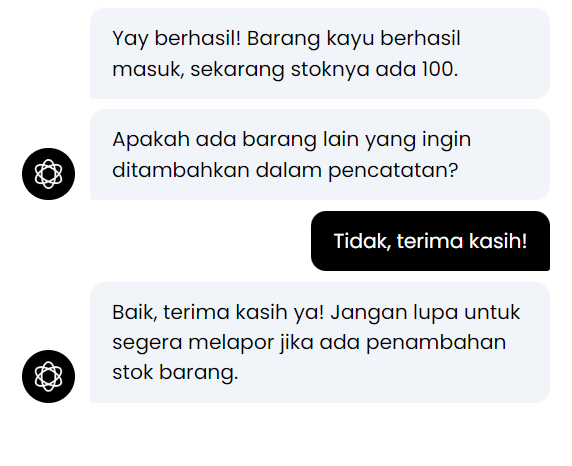 Yay berhasil! Barang kayu berhasil
masuk, sekarang stoknya ada 100.
Apakah ada barang lain yang ingin
ditambahkan dalam pencatatan?
Tidak, terima kasih!
Baik, terima kasih ya! Jangan lupa untuk
segera melapor jika ada penambahan
stok barang.